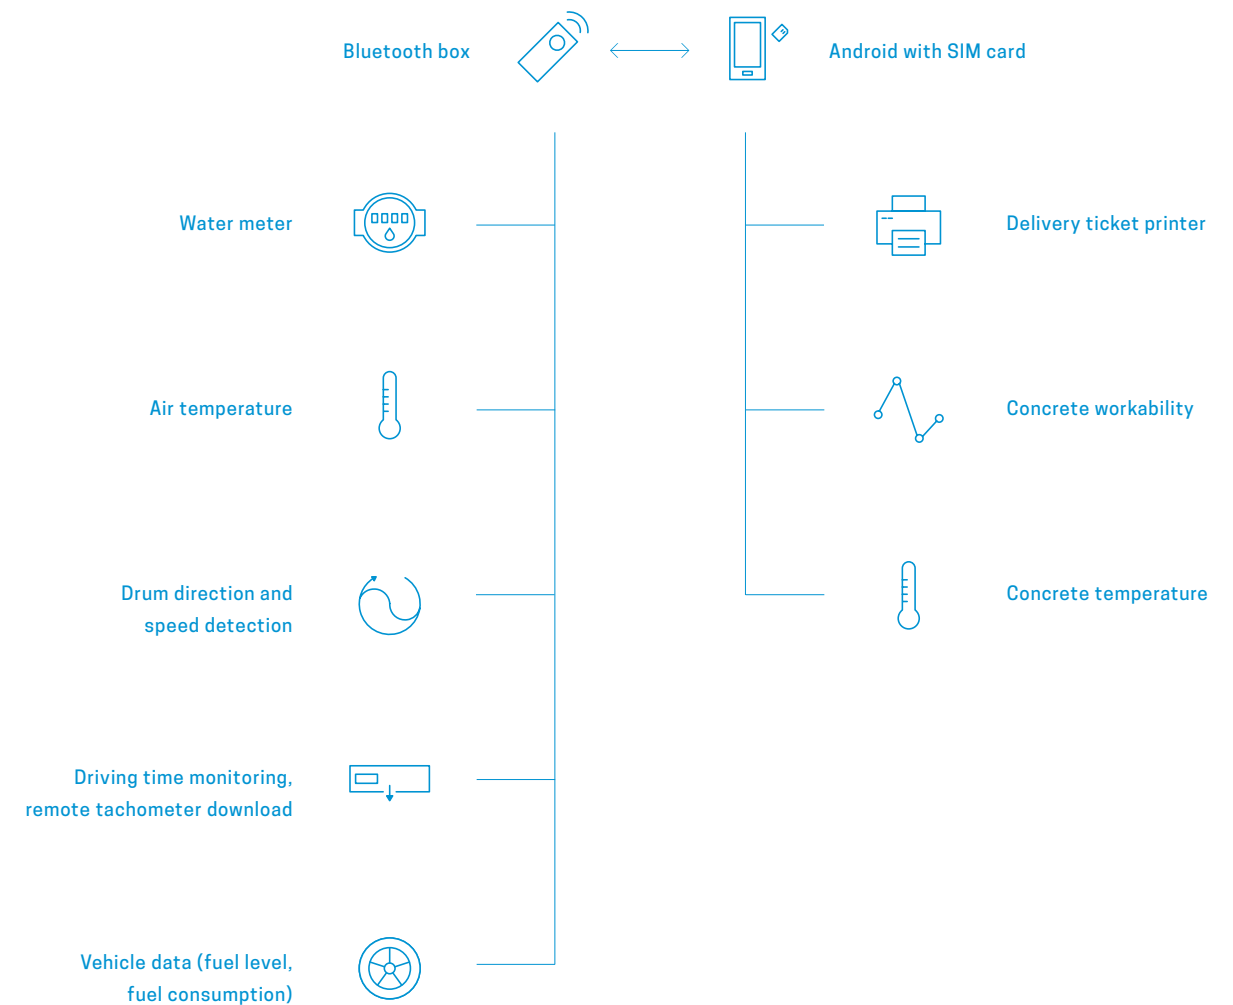 Bluetooth box
Android with SIM card
Water meter
Delivery ticket printer
Air temperature
Concrete workability
Drum direction and
speed detection
Concrete temperature
Driving time monitoring,
remote tachometer download
Vehicle data (fuel level,
fuel consumption)